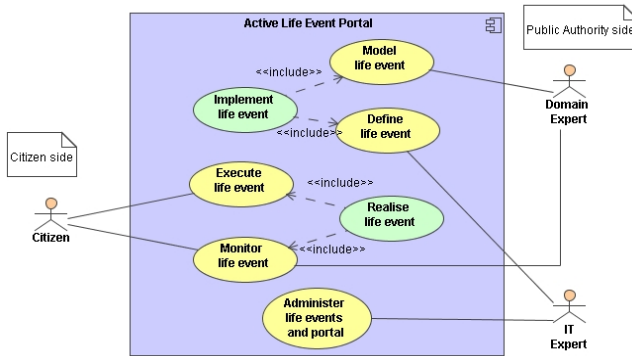 Active Life Event Portal
Public Authority side
Model
life event
<<include>>
Implement
life event
Domain
Expert
Define
life event
<<include>>
Citizen side
Execute
life event
<<include>>
Realise
life event
Citizen
Monitor
life event
<<include>>
Administer
life events
and portal
IT
Expert